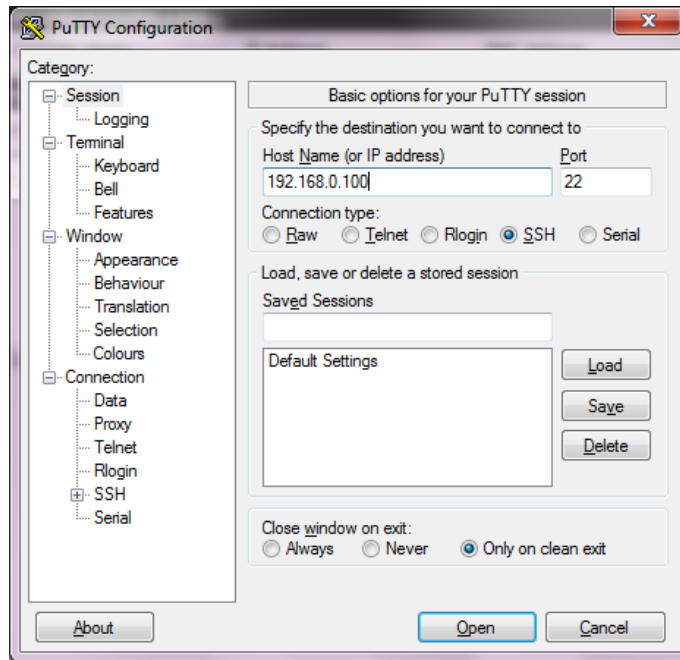 PuTTY Configuration
Category:
Session
Logging
Terminal
Keyboard
Bell
Features
Window
Appearance
Behaviour
Translation
Selection
Colours
Connection
Data
Proxy
Telnet
Rlogin
SSH
Serial
Basic options for your PuTTY session
Specify the destination you want to connect to
Host Name (or IP address) Port
192.168.0.100 22
Connection type:
Raw Telnet Rlogin SSH Serial
Load, save or delete a stored session
Saved Sessions
Default Settings
Load
Save
Delete
Close window on exit:
Always Never Only on clean exit
About Open Cancel